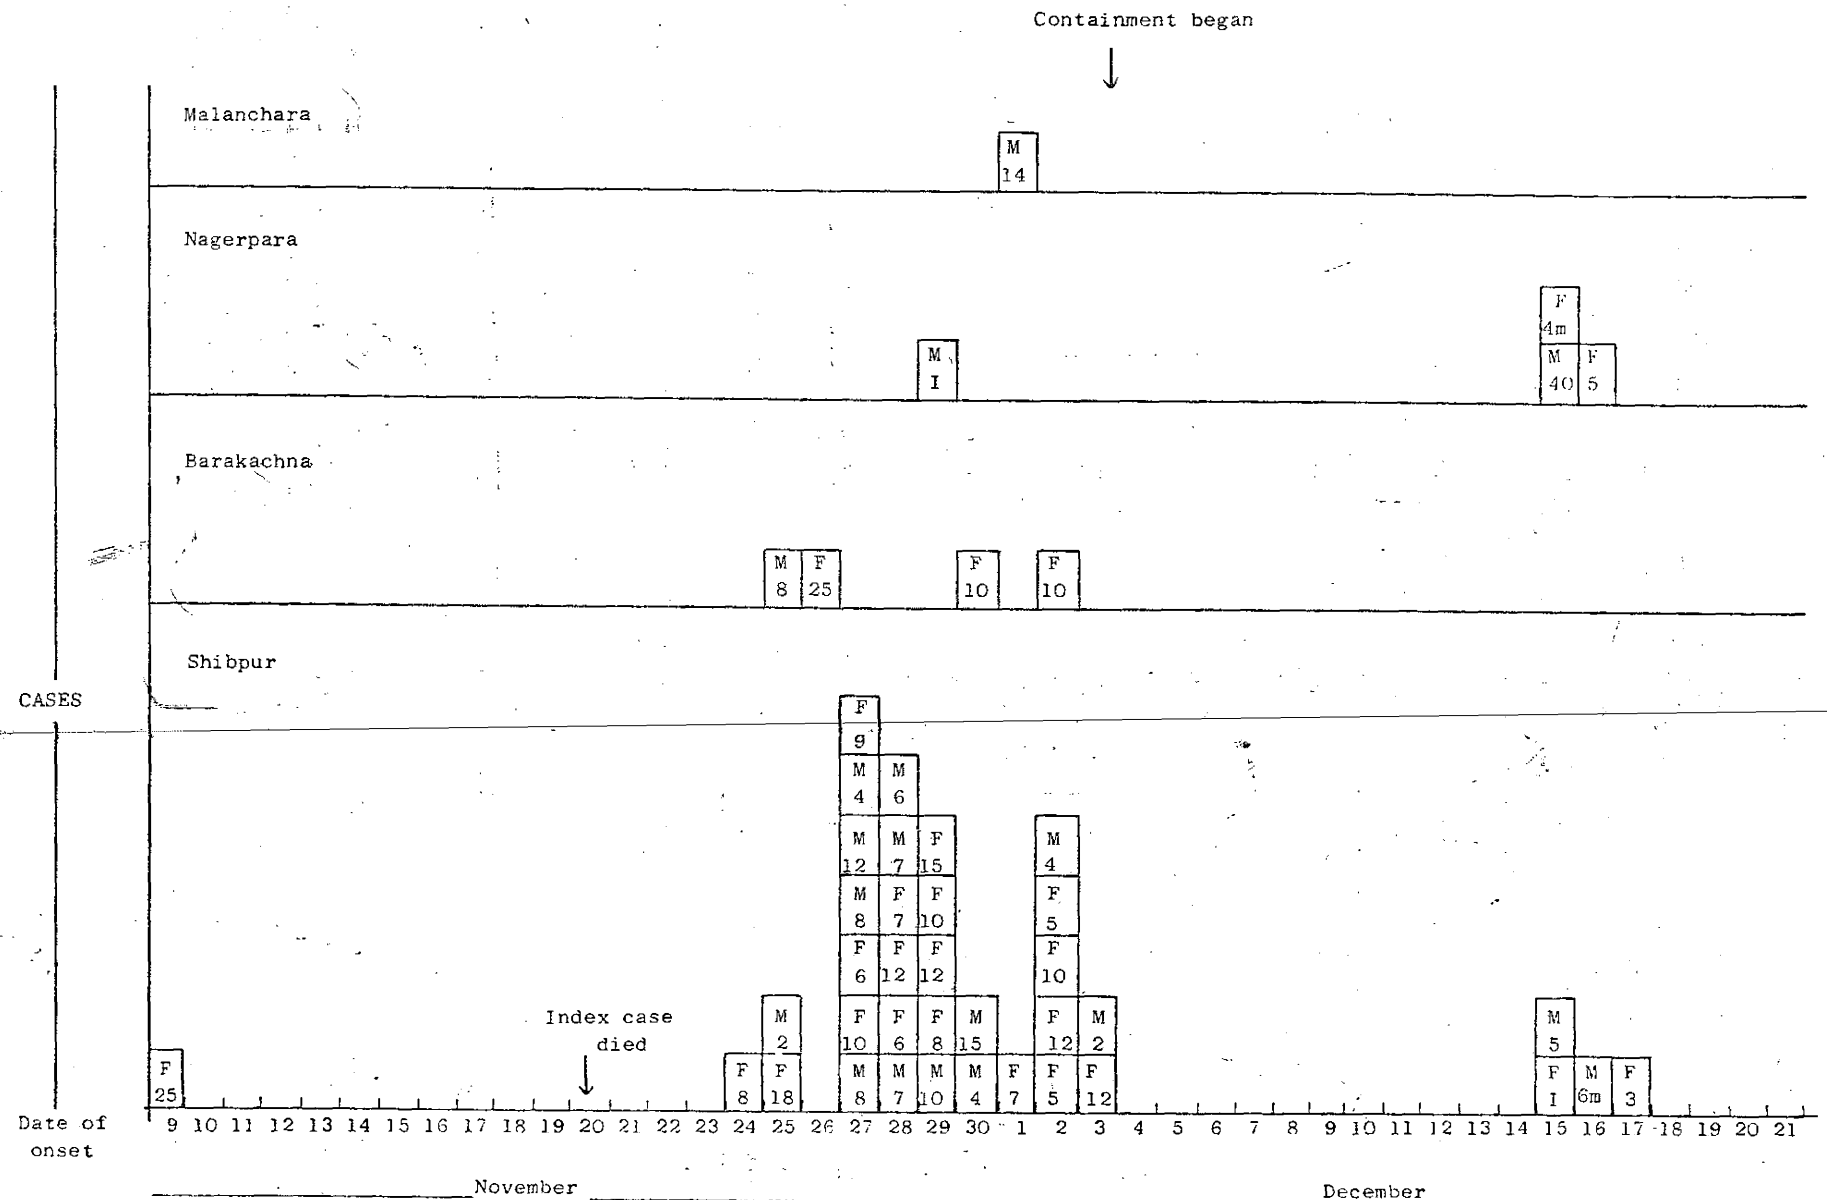 Containment began
Malanchara
M
14
Nagerpara
F
4m
M F
I
M F
40 5
Barakachna
M F F F
8 25 10 10
Shibpur
CASES
F
9
M M
4 6
M M F M
12 7 15 4
M F F F
8 7 10 5
F F F F
6 12 12 10
Index case
died
M F F F M F M M
2 10 6 8 15 12 2 5
F F F M M M M F F F F M F
25 8 18 8 7 10 4 7 5 12 I 6m 3
Date of
onset
9 10 11 12 13 14 15 16 17 18 19 20 21 22 23 24 25 26 27 28 29 30 1 2 3 4 5 6 7 8 9 10 11 12 13 14 15 16 17 18 19 20 21
November December